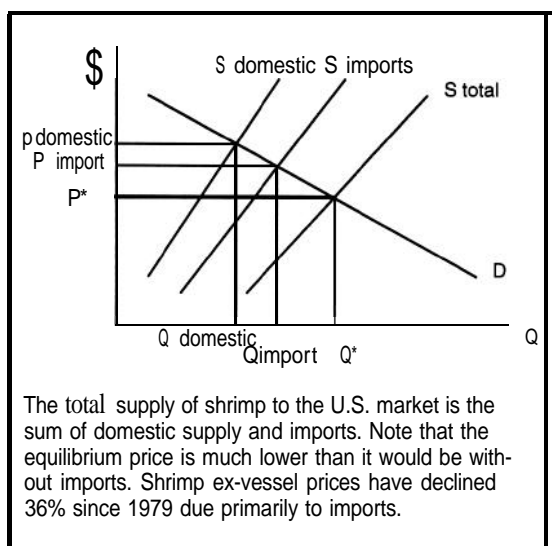 $
S domestic S imports
S total
p domestic
P import
P*
D
Q domestic
Qimport Q*
Q
The total supply of shrimp to the U.S. market is the
sum of domestic supply and imports. Note that the
equilibrium price is much lower than it would be with-
out imports. Shrimp ex-vessel prices have declined
36% since 1979 due primarily to imports.